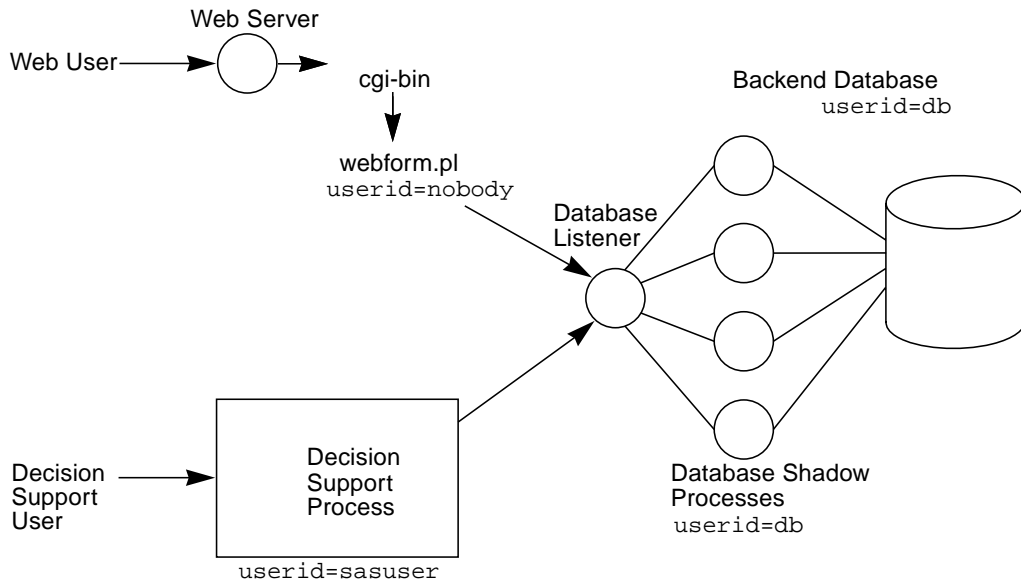 Web Server
Web User
cgi-bin
webform.pl
userid=nobody
Backend Database
userid=db
Database
Listener
Decision
Support
User
Decision
Support
Process
userid=sasuser
Database Shadow
Processes
userid=db